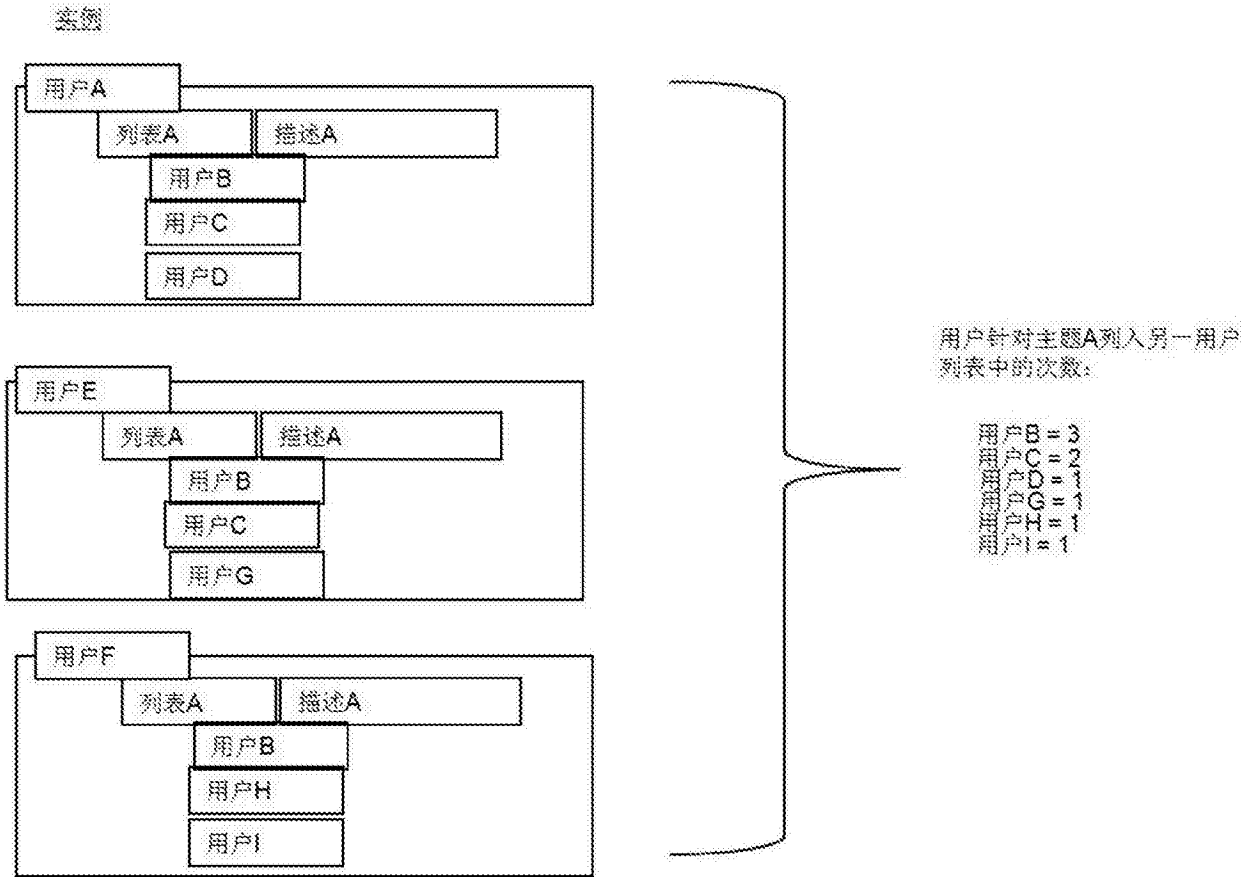 实例
用户A
列表A 描述A
用户B
用户C
用户D
用户E
列表A 描述A
用户B
用户C
用户G
用户F
列表A 描述A
用户B
用户H
用户I
用户针对主题A列入另一用户
列表中的次数:
用户B = 3
用户C = 2
用户D = 1
用户G = 1
用户H = 1
用户I = 1